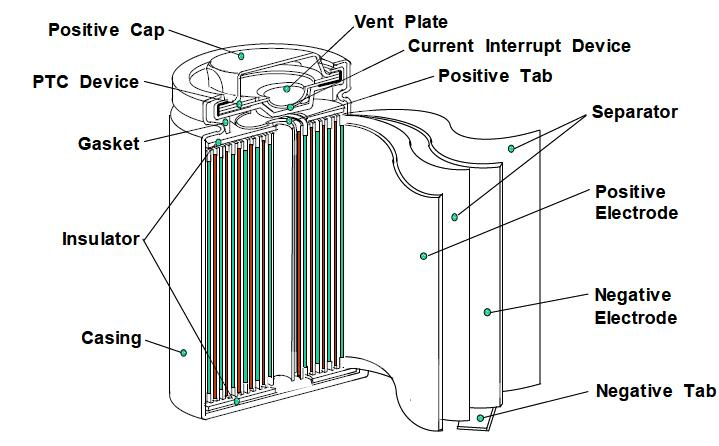 Vent Plate
Positive Cap
Current Interrupt Device
PTC Device
Positive Tab
Separator
Gasket
Positive
Electrode
Insulator
Negative
Electrode
Casing
Negative Tab